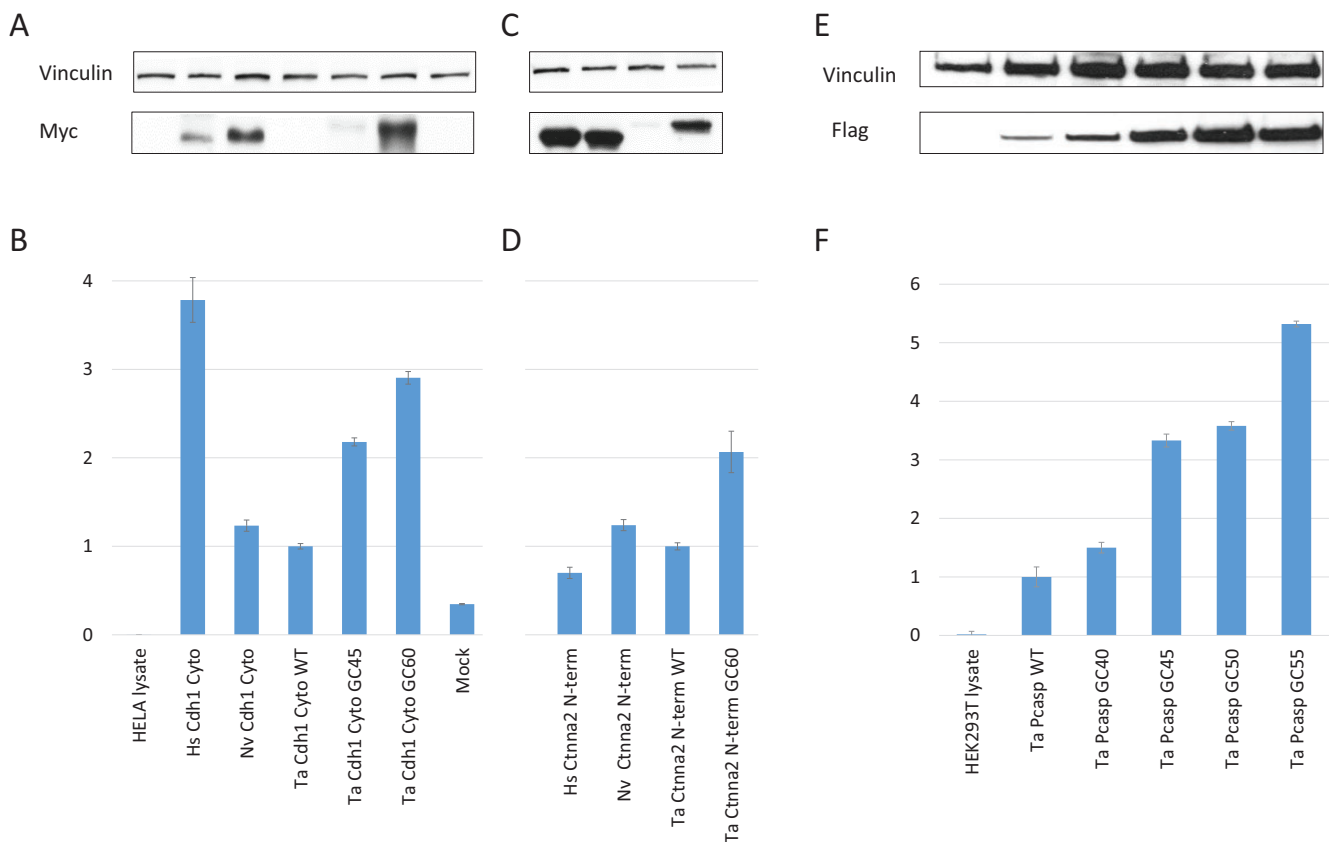 A
Vinculin
Myc
C
E
Vinculin
Flag
B
4
3
2
1
0
HELA lysate
Hs Cdh1 Cyto
Nv Cdh1 Cyto
Ta Cdh1 Cyto WT
Ta Cdh1 Cyto GC45
Ta Cdh1 Cyto GC60
Mock
D
Hs Ctnna2 N-term
Nv Ctnna2 N-term
Ta Ctnna2 N-term WT
Ta Ctnna2 N-term GC60
F
6
5
4
3
2
1
0
HEK293T lysate
Ta Pcasp WT
Ta Pcasp GC40
Ta Pcasp GC45
Ta Pcasp GC50
Ta Pcasp GC55